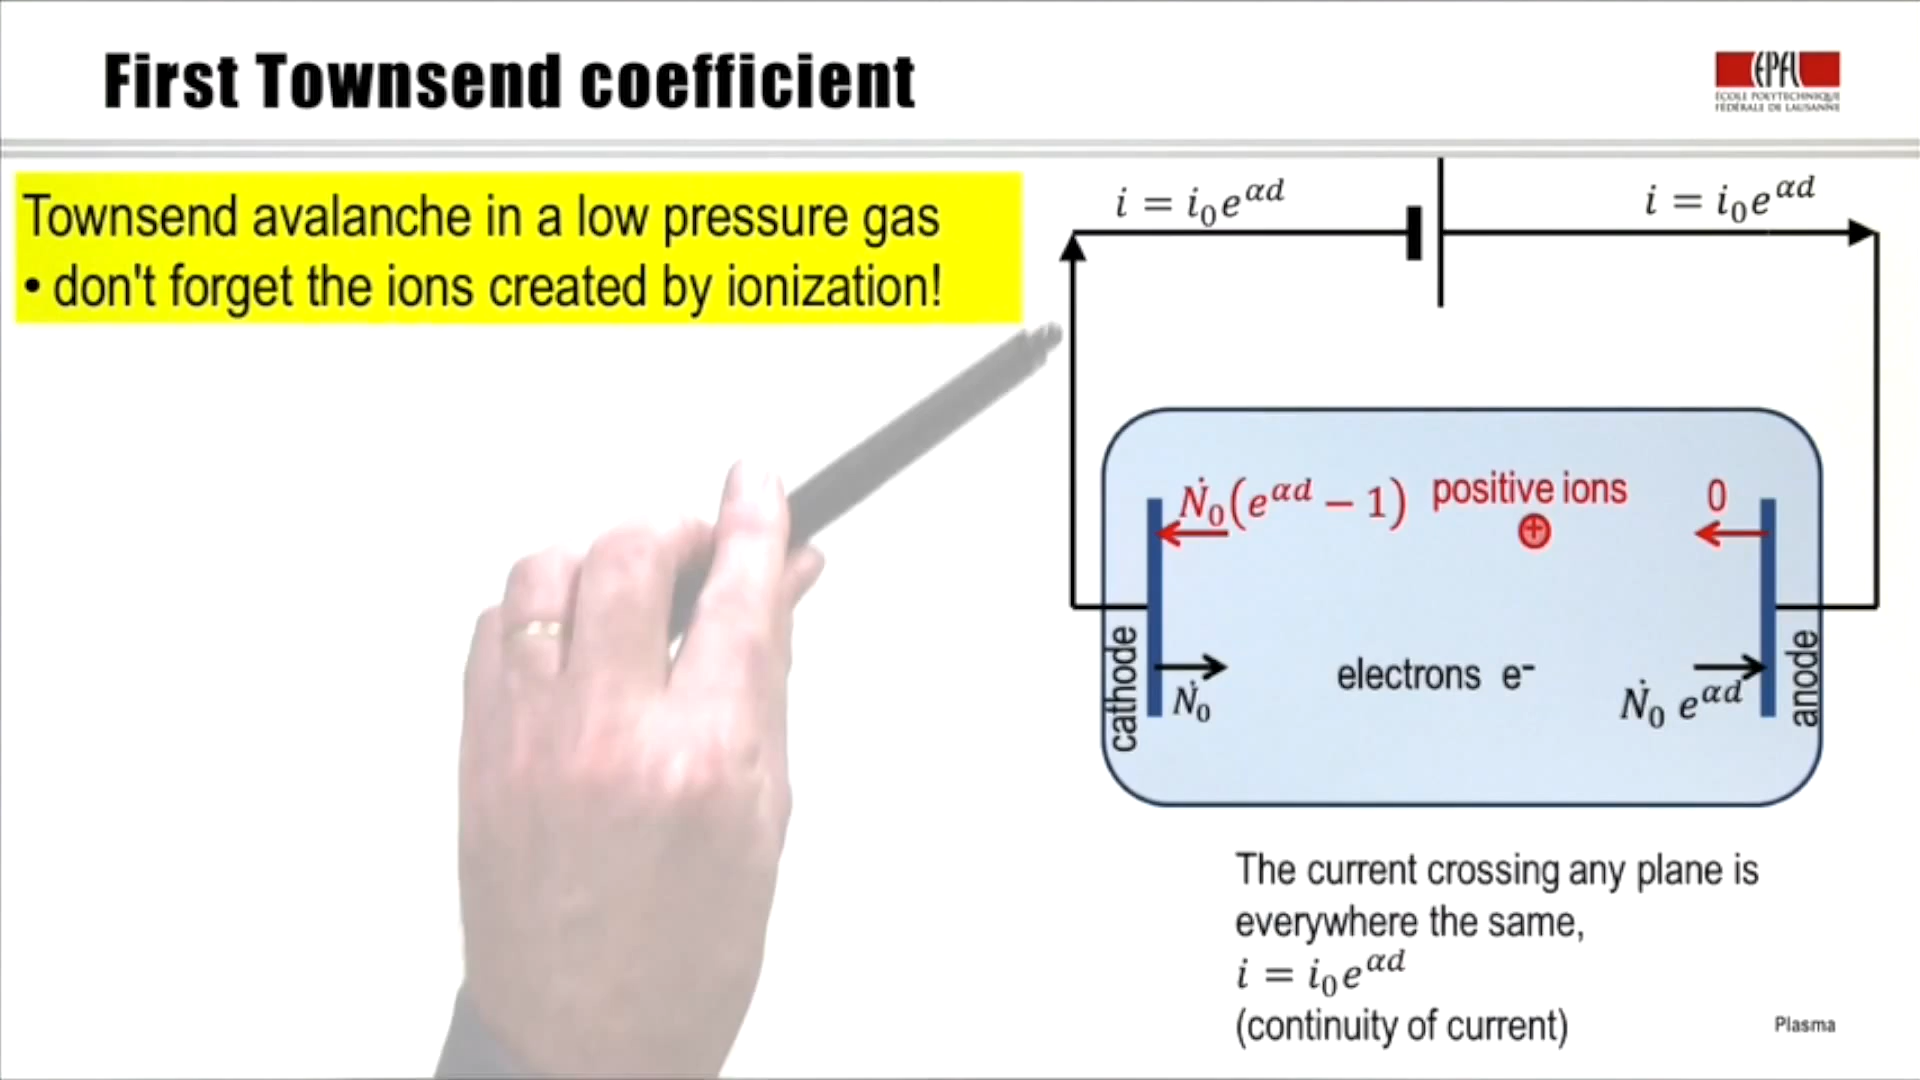 First Townsend coefficient
EPFL
ÉCOLE POLYTECHNIQUE
FÉDÉRALE DE LAUSANNE
Townsend avalanche in a low pressure gas
• don't forget the ions created by ionization!
i = i₀e^{αd}
i = i₀e^{αd}
Ṅ₀(e^{αd} − 1) positive ions 0
+
cathode
electrons e⁻
anode
Ṅ₀
Ṅ₀ e^{αd}
The current crossing any plane is
everywhere the same,
i = i₀e^{αd}
(continuity of current)
Plasma